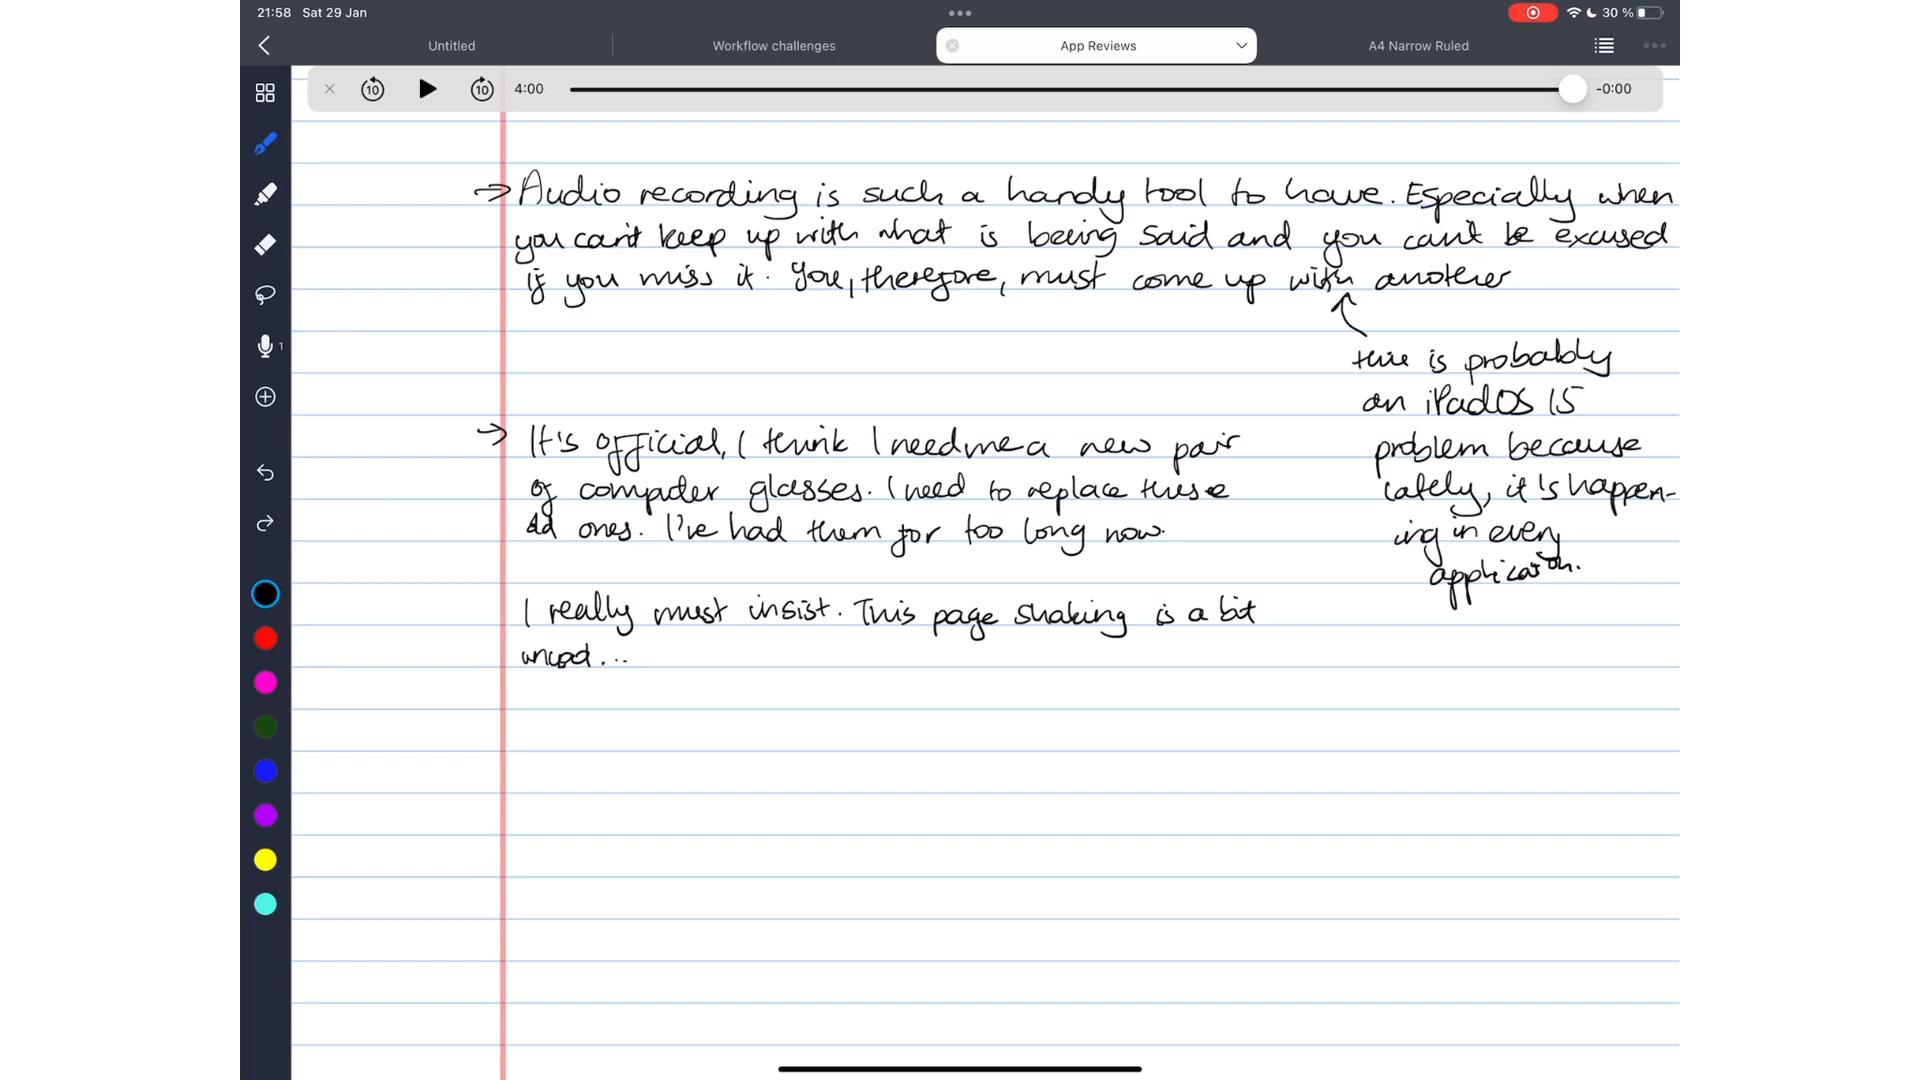 21:58 Sat 29 Jan
30 %
Untitled
Workflow challenges
App Reviews
A4 Narrow Ruled
10
10
4:00
-0:00
1
→ Audio recording is such a handy tool to have. Especially when
you can't keep up with what is being said and you can't be excused
if you miss it. You, therefore, must come up with another
this is probably
an iPadOS 15
problem because
lately, it's happen-
ing in every
application.
→ It's official, I think I need me a new pair
of computer glasses. I need to replace these
old ones. I've had them for too long now.
I really must insist. This page shaking is a bit
...